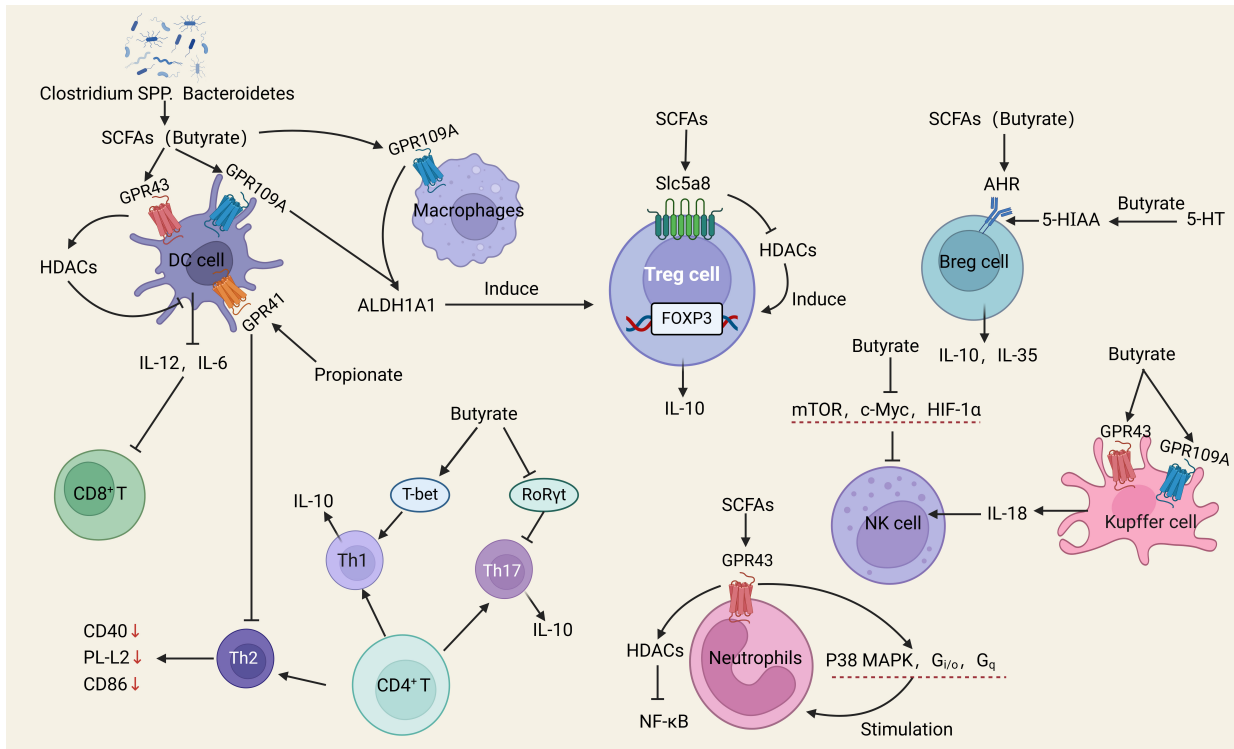 Clostridium SPP. Bacteroidetes
SCFAs (Butyrate)
GPR43
GPR109A
GPR109A
Macrophages
HDACs
DC cell
GPR41
ALDH1A1
Induce
IL-12, IL-6
Propionate
CD8+ T
SCFAs
Slc5a8
HDACs
Treg cell
Induce
FOXP3
IL-10
SCFAs (Butyrate)
AHR
5-HIAA
Butyrate
5-HT
Breg cell
IL-10, IL-35
Butyrate
mTOR, c-Myc, HIF-1α
NK cell
IL-18
Butyrate
GPR43
GPR109A
Kupffer cell
Butyrate
T-bet
RoRγt
IL-10
Th1
Th17
IL-10
CD4+ T
Th2
CD40↓
PL-L2↓
CD86↓
SCFAs
GPR43
HDACs
NF-κB
Neutrophils
P38 MAPK, Gi/o, Gq
Stimulation